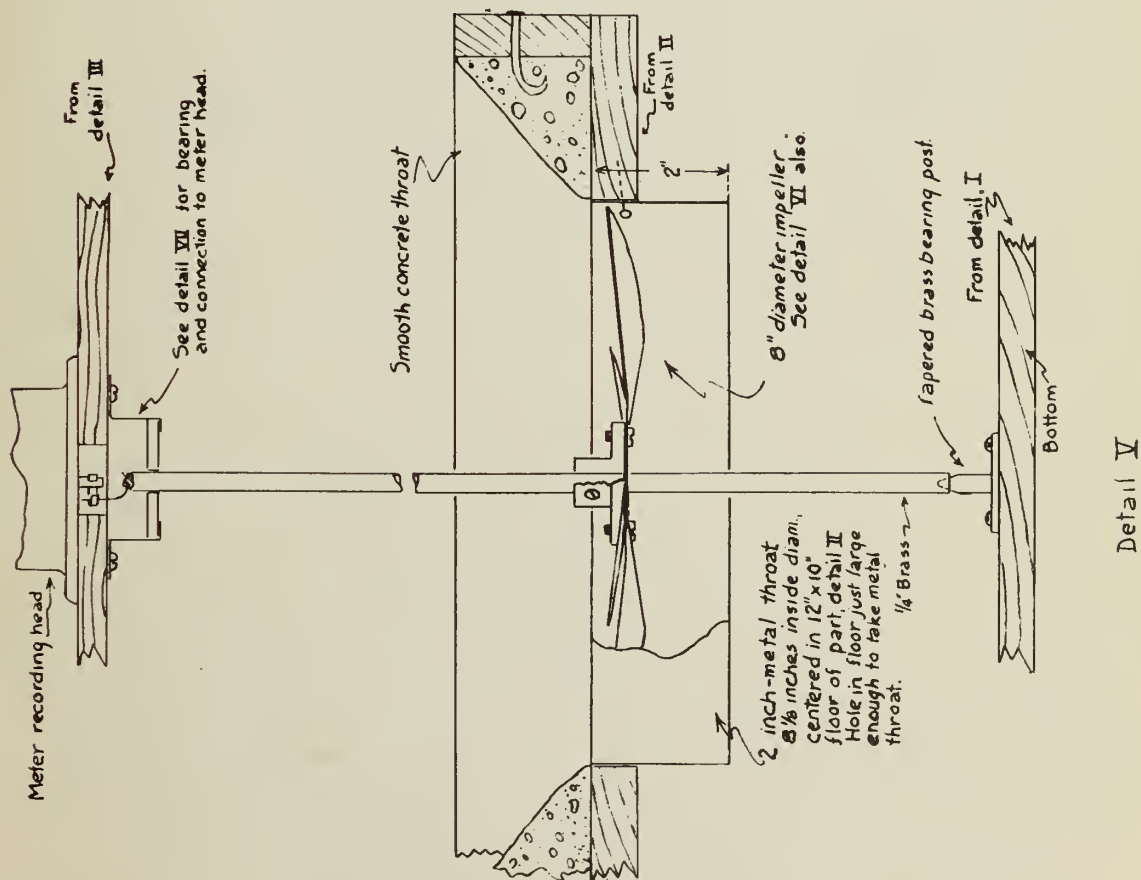 Meter recording head
From
detail III
See detail VII for bearing
and connection to meter head.
Smooth concrete throat
From
detail II
2"
8" diameter impeller.
See detail VI also.
2 inch-metal throat
8⅛ inches inside diam.,
centered in 12"x10"
floor of part, detail II
Hole in floor just large
enough to take metal
throat.
¼" Brass
Tapered brass bearing post.
From detail, I
Bottom
Detail V